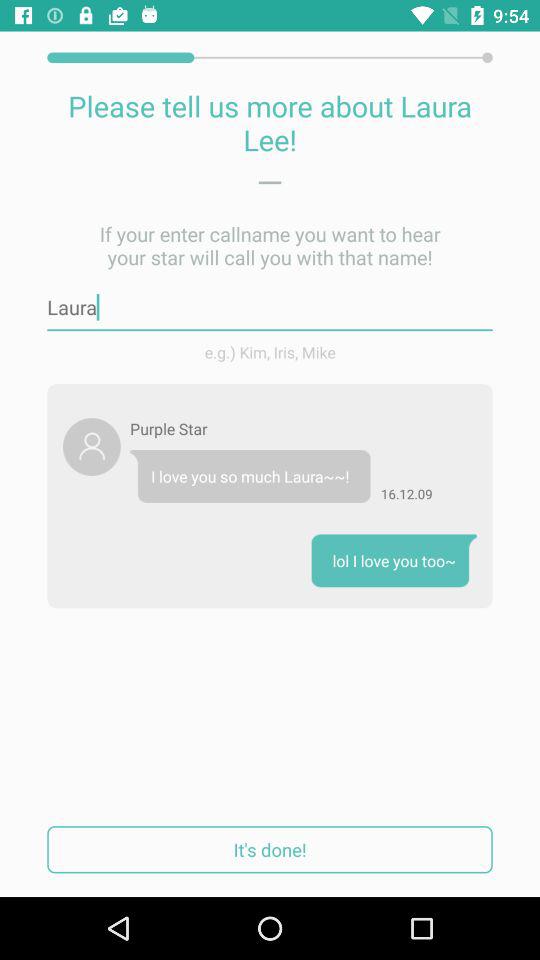 9:54
Please tell us more about Laura
Lee!
If your enter callname you want to hear
your star will call you with that name!
Laura
e.g.) Kim, Iris, Mike
Purple Star
I love you so much Laura~~!
16.12.09
lol I love you too~
It's done!